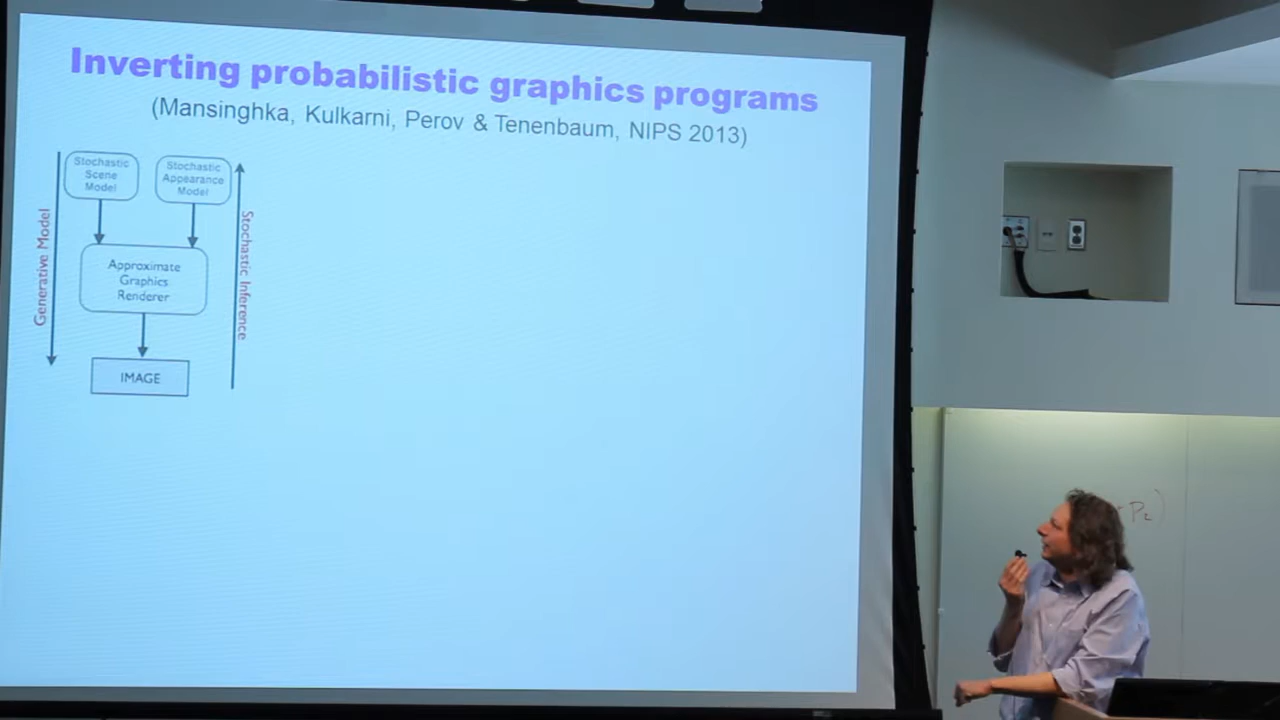 Inverting probabilistic graphics programs
(Mansinghka, Kulkarni, Perov & Tenenbaum, NIPS 2013)
Stochastic
Scene
Model
Stochastic
Appearance
Model
Generative Model
Stochastic Inference
Approximate
Graphics
Renderer
IMAGE
P₂)